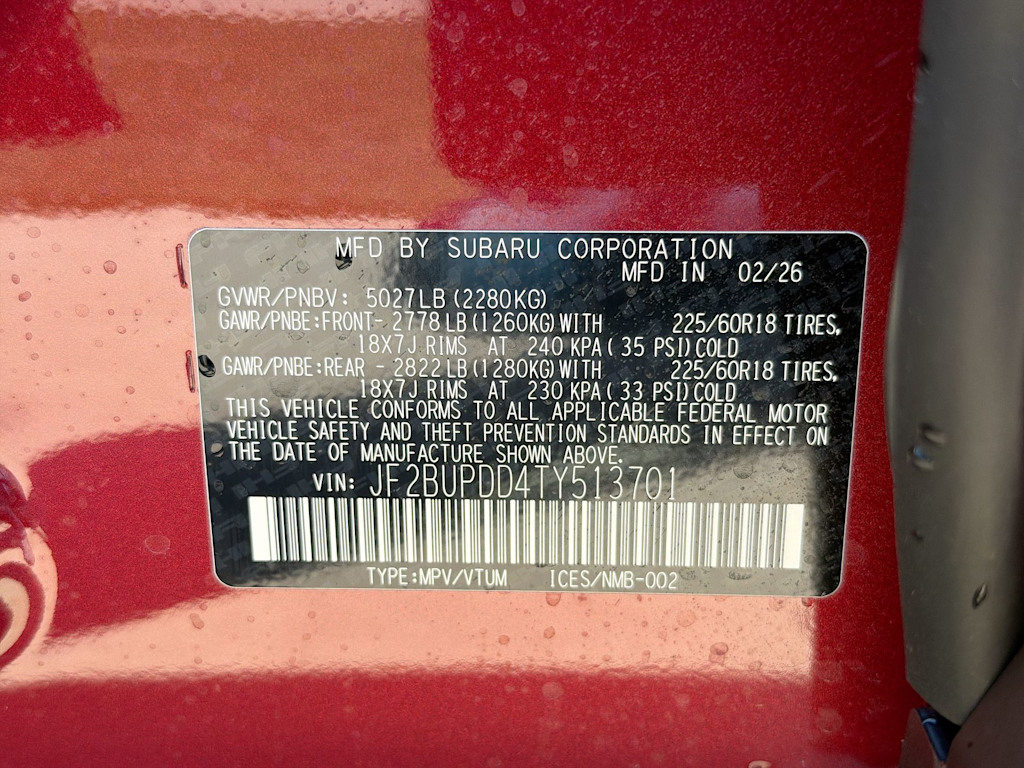 MFD BY SUBARU CORPORATION
MFD IN 02/26
GVWR/PNBV: 5027LB(2280KG)
GAWR/PNBE:FRONT- 2778LB(1260KG)WITH 225/60R18 TIRES,
18X7J RIMS AT 240 KPA(35 PSI)COLD
GAWR/PNBE:REAR - 2822LB(1280KG)WITH 225/60R18 TIRES,
18X7J RIMS AT 230 KPA(33 PSI)COLD
THIS VEHICLE CONFORMS TO ALL APPLICABLE FEDERAL MOTOR
VEHICLE SAFETY AND THEFT PREVENTION STANDARDS IN EFFECT ON
THE DATE OF MANUFACTURE SHOWN ABOVE.
VIN: JF2BUPDD4TY513701
TYPE:MPV/VTUM ICES/NMB-002